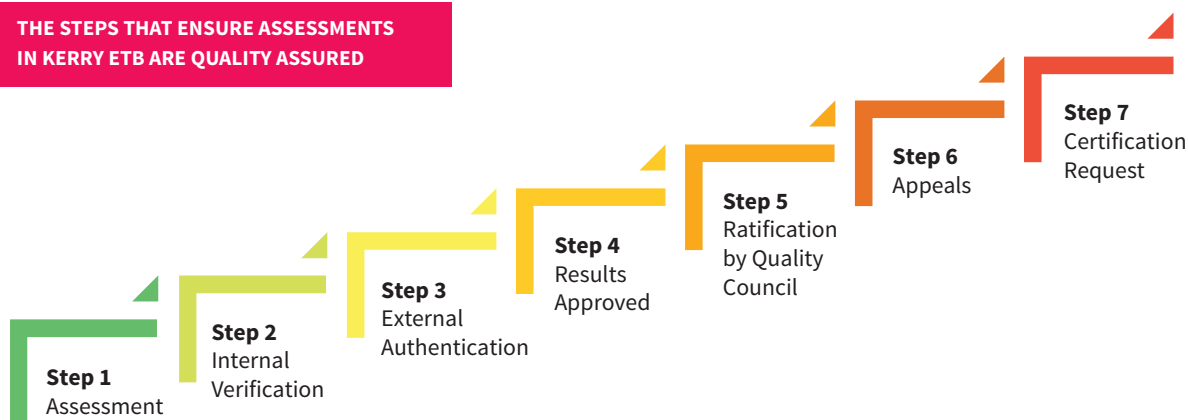 THE STEPS THAT ENSURE ASSESSMENTS
IN KERRY ETB ARE QUALITY ASSURED
Step 1
Assessment
Step 2
Internal
Verification
Step 3
External
Authentication
Step 4
Results
Approved
Step 5
Ratification
by Quality
Council
Step 6
Appeals
Step 7
Certification
Request